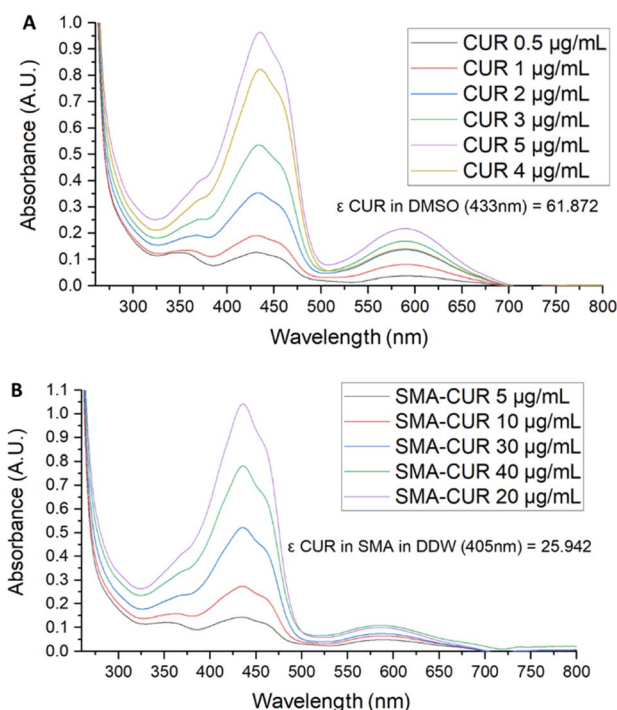 A
1.0
0.9
0.8
0.7
0.6
0.5
0.4
0.3
0.2
0.1
0.0
Absorbance (A.U.)
CUR 0.5 µg/mL
CUR 1 µg/mL
CUR 2 µg/mL
CUR 3 µg/mL
CUR 5 µg/mL
CUR 4 µg/mL
ε CUR in DMSO (433nm) = 61.872
300 350 400 450 500 550 600 650 700 750 800
Wavelength (nm)
B
1.1
1.0
0.9
0.8
0.7
0.6
0.5
0.4
0.3
0.2
0.1
0.0
Absorbance (A.U.)
SMA-CUR 5 µg/mL
SMA-CUR 10 µg/mL
SMA-CUR 30 µg/mL
SMA-CUR 40 µg/mL
SMA-CUR 20 µg/mL
ε CUR in SMA in DDW (405nm) = 25.942
300 350 400 450 500 550 600 650 700 750 800
Wavelength (nm)